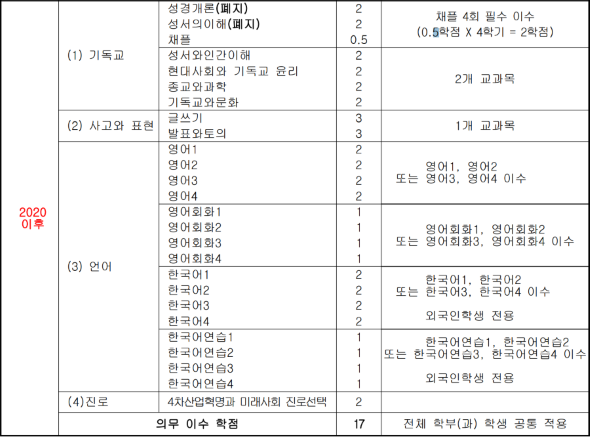 2020
이후
(1) 기독교
성경개론(폐지) 2
성서의이해(폐지) 2
채플 0.5
채플 4회 필수 이수
(0.5학점 X 4학기 = 2학점)
성서와인간이해 2
현대사회와 기독교 윤리 2
종교와과학 2
기독교와문화 2
2개 교과목
(2) 사고와 표현
글쓰기 3
발표와토의 3
1개 교과목
(3) 언어
영어1 2
영어2 2
영어3 2
영어4 2
영어1, 영어2
또는 영어3, 영어4 이수
영어회화1 1
영어회화2 1
영어회화3 1
영어회화4 1
영어회화1, 영어회화2
또는 영어회화3, 영어회화4 이수
한국어1 2
한국어2 2
한국어3 2
한국어4 2
한국어1, 한국어2
또는 한국어3, 한국어4 이수
외국인학생 전용
한국어연습1 1
한국어연습2 1
한국어연습3 1
한국어연습4 1
한국어연습1, 한국어연습2
또는 한국어연습3, 한국어연습4 이수
외국인학생 전용
(4)진로
4차산업혁명과 미래사회 진로선택 2
의무 이수 학점 17 전체 학부(과) 학생 공통 적용